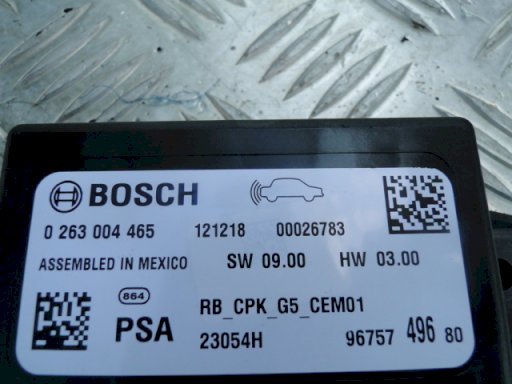 BOSCH
0 263 004 465 121218 00026783
ASSEMBLED IN MEXICO SW 09.00 HW 03.00
864 RB_CPK_G5_CEM01
PSA 23054H 96757 496 80